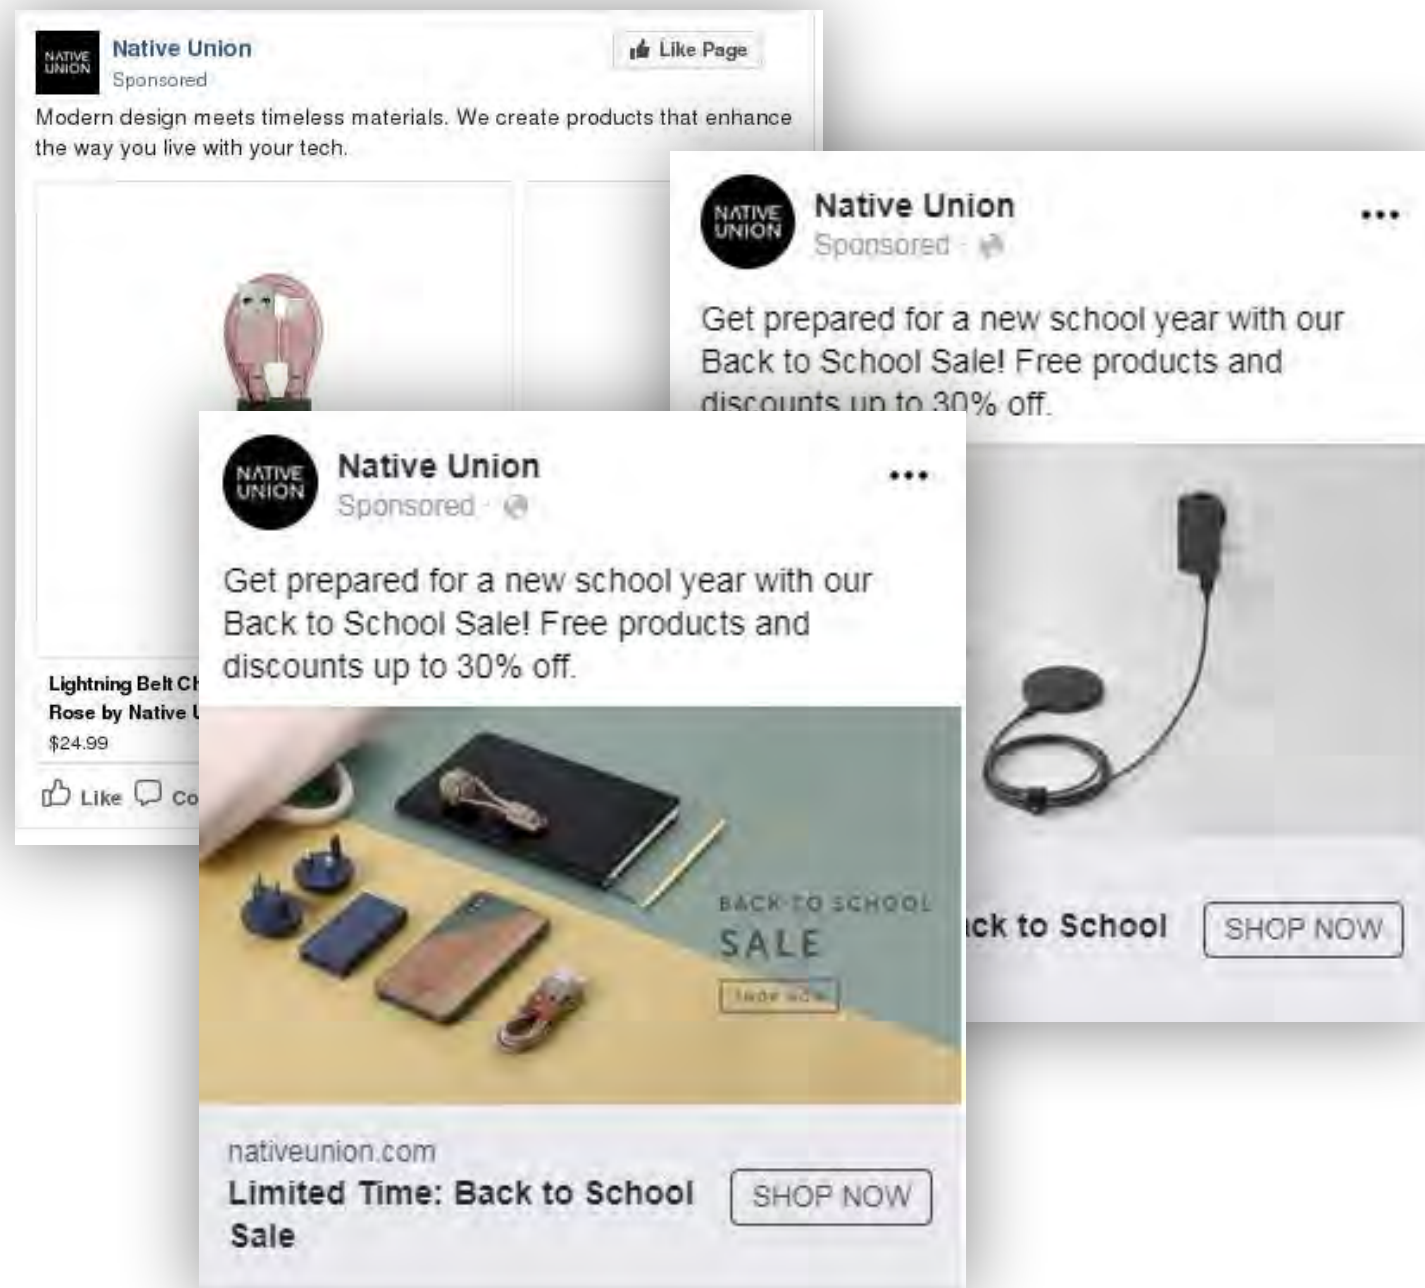 NATIVE
UNION
Native Union
Sponsored
Like Page
Modern design meets timeless materials. We create products that enhance
the way you live with your tech.
Lightning Belt
Rose by Native
$24.99
Like
NATIVE
UNION
Native Union
Sponsored ·
Get prepared for a new school year with our
Back to School Sale! Free products and
discounts up to 30% off.
to School
SHOP NOW
NATIVE
UNION
Native Union
Sponsored ·
Get prepared for a new school year with our
Back to School Sale! Free products and
discounts up to 30% off.
BACK TO SCHOOL
SALE
SHOP NOW
nativeunion.com
Limited Time: Back to School
Sale
SHOP NOW